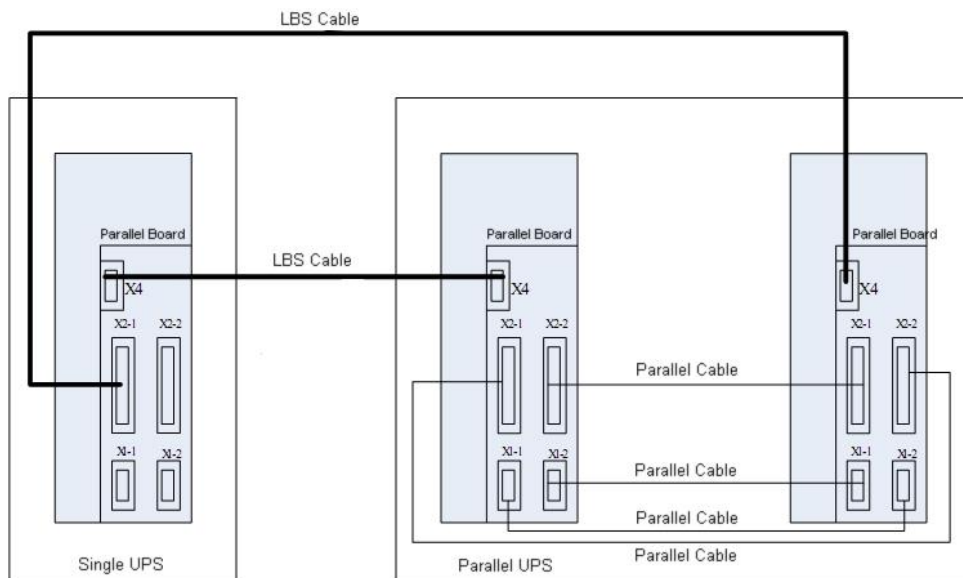 LBS Cable
Parallel Board
X4
X2-1 X2-2
X1-1 X1-2
Single UPS
LBS Cable
Parallel Board
X4
X2-1 X2-2
X1-1 X1-2
Parallel Board
X4
X2-1 X2-2
X1-1 X1-2
Parallel Cable
Parallel Cable
Parallel Cable
Parallel Cable
Parallel UPS